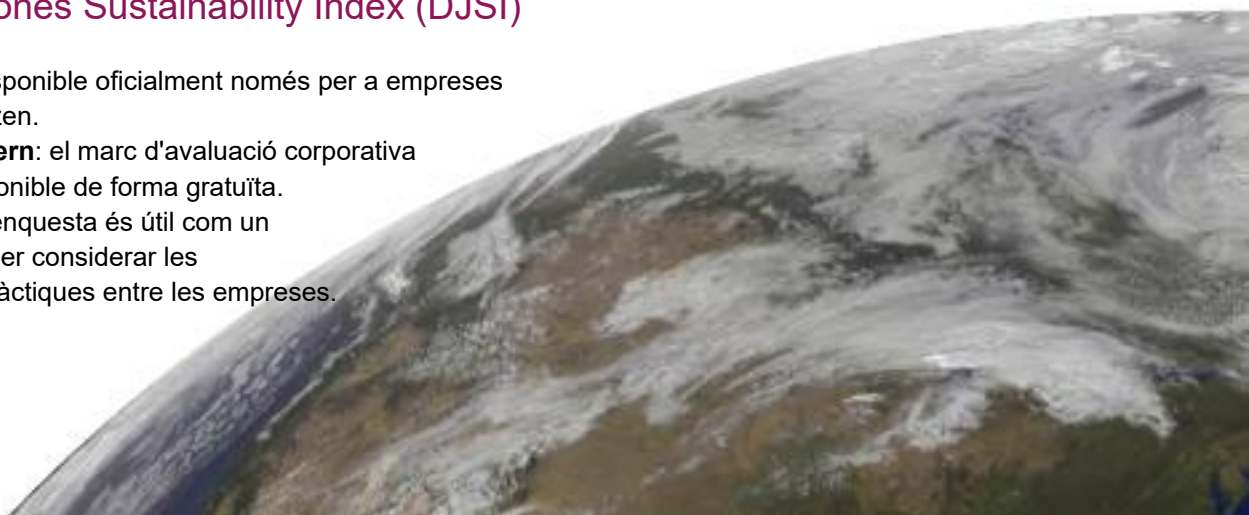 ones Sustainability Index (DJSI)
sponible oficialment només per a empreses
zen.
ern: el marc d'avaluació corporativa
onible de forma gratuïta.
enquesta és útil com un
er considerar les
àctiques entre les empreses.